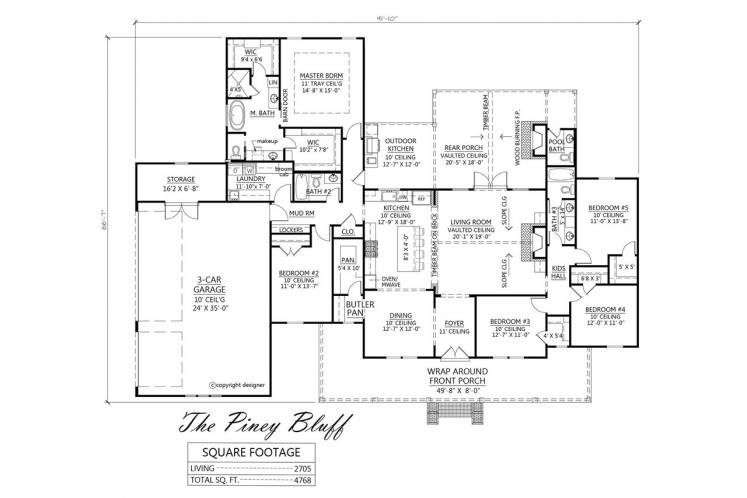 91'-10"
66'-1"
WIC
9'4 x 6'6
4'X5'
LIN
M. BATH
BARN DOOR
MASTER BDRM
11' TRAY CEIL'G
14'-8" X 15'-0"
makeup
WIC
10'2" x 7'8"
broom cab
LAUNDRY
11'-10"x 7'-0"
STORAGE
16'2 X 6'-8"
BATH #2
LIN
MUD RM
LOCKERS
CLO.
3-CAR
GARAGE
10' CEIL'G
24' X 35'-0"
BEDROOM #2
10' CEILING
11'-0" X 13'-7"
PAN.
5'4 X 10'
BUTLER
PAN
OUTDOOR
KITCHEN
10' CEILING
12'-7" X 12'-0"
REAR PORCH
VAULTED CEILING
20'-5" X 18'-0"
TIMBER BEAM
WOOD BURNING F.P.
POOL
BATH
KITCHEN
10' CEILING
12'-9" X 18'-0"
REF
8'3 X 4'-0"
OVEN/
M/WAVE
TIMBER BEAM ON BRICK
LIVING ROOM
VAULTED CEILING
20'-1" X 19'-0"
SLOPE CLG
SLOPE CLG
BATH #3
5' X 14'
BEDROOM #5
10' CEILING
11'-0" X 13'-8"
5' X 5'
KIDS
HALL
6'8 X 3'
BEDROOM #4
10' CEILING
12'-0" X 11'-0"
DINING
10' CEILING
12'-7" X 12'-0"
FOYER
11' CEILING
BEDROOM #3
10' CEILING
12'-7" X 11'-0"
4' X 5'4
WRAP AROUND
FRONT PORCH
49'-8" X 8'-0"
©copyright designer
The Piney Bluff
SQUARE FOOTAGE
LIVING 2705
TOTAL SQ. FT. 4768